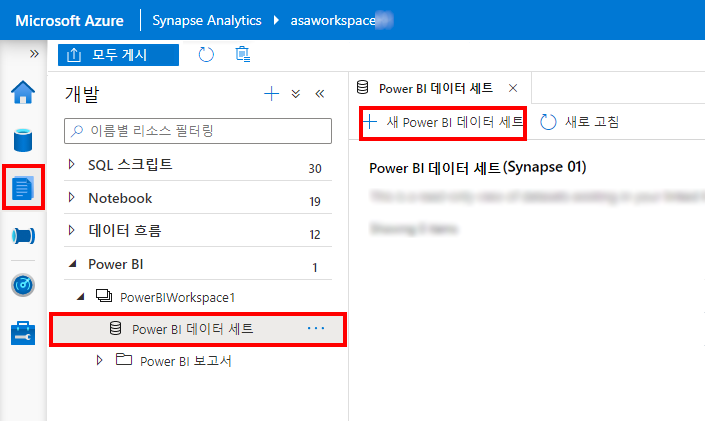 Microsoft Azure Synapse Analytics › asaworkspace
» 모두 게시
개발
이름별 리소스 필터링
SQL 스크립트 30
Notebook 19
데이터 흐름 12
Power BI 1
PowerBIWorkspace1
Power BI 데이터 세트 ···
Power BI 보고서
Power BI 데이터 세트 ×
+ 새 Power BI 데이터 세트 새로 고침
Power BI 데이터 세트(Synapse 01)